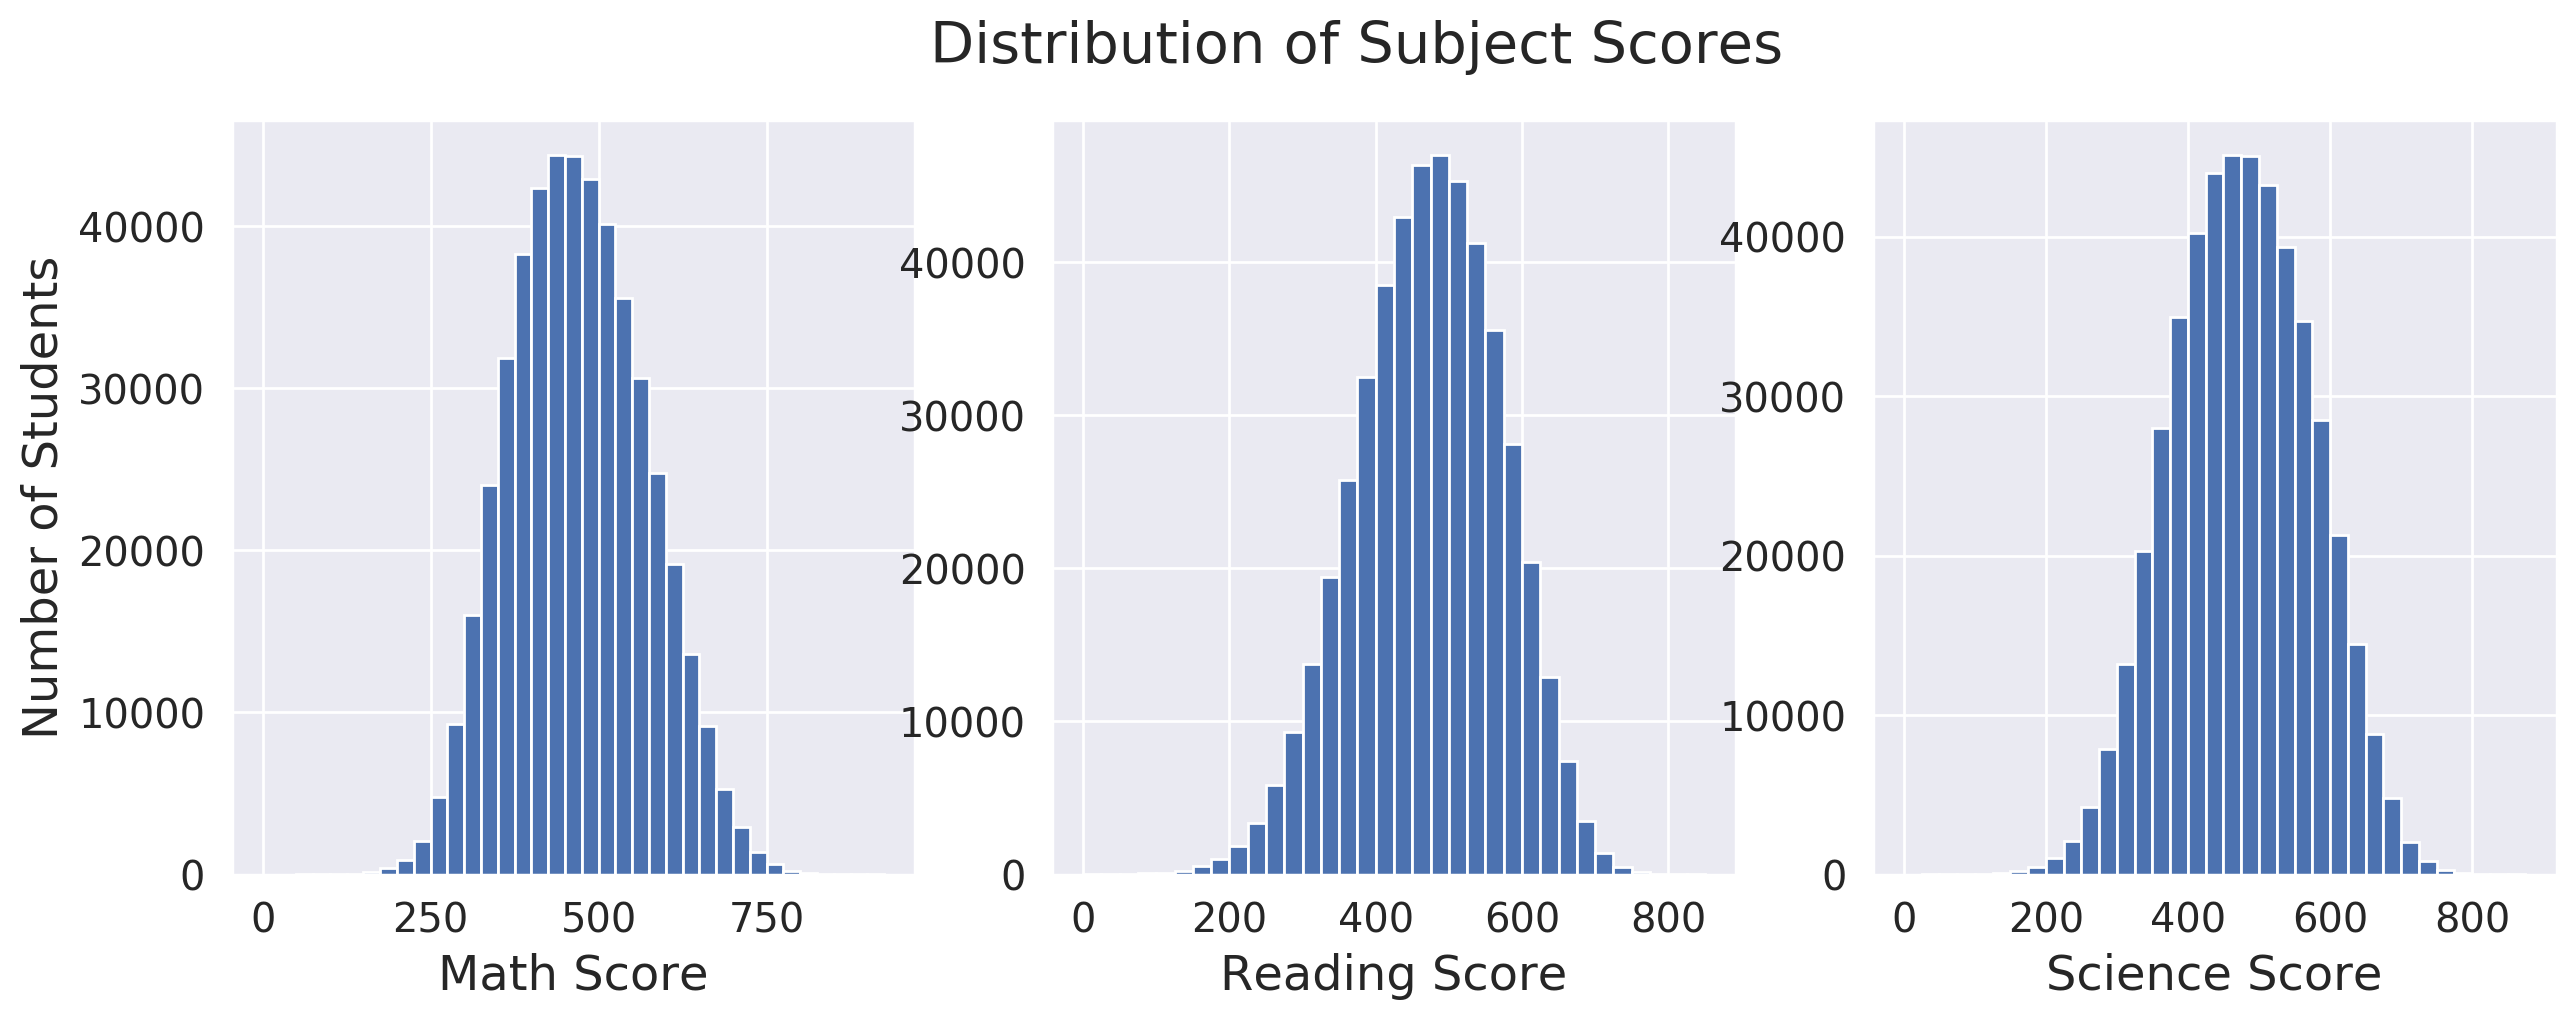 Distribution of Subject Scores
Number of Students
40000
30000
20000
10000
0
0 250 500 750
Math Score
40000
30000
20000
10000
0
0 200 400 600 800
Reading Score
40000
30000
20000
10000
0
0 200 400 600 800
Science Score